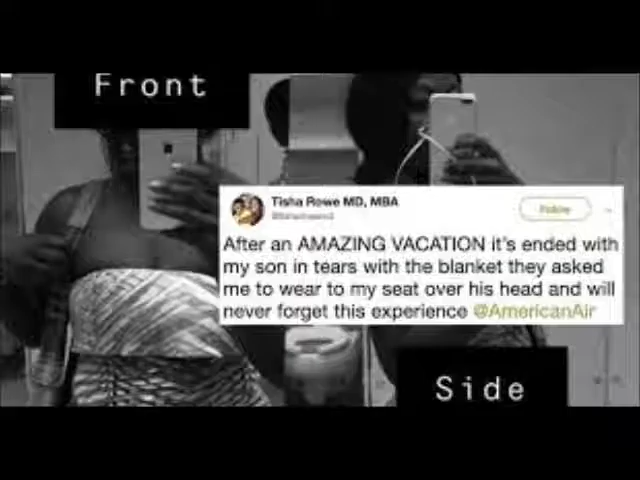 Front
Tisha Rowe MD, MBA
Follow
After an AMAZING VACATION it's ended with
my son in tears with the blanket they asked
me to wear to my seat over his head and will
never forget this experience @AmericanAir
Side